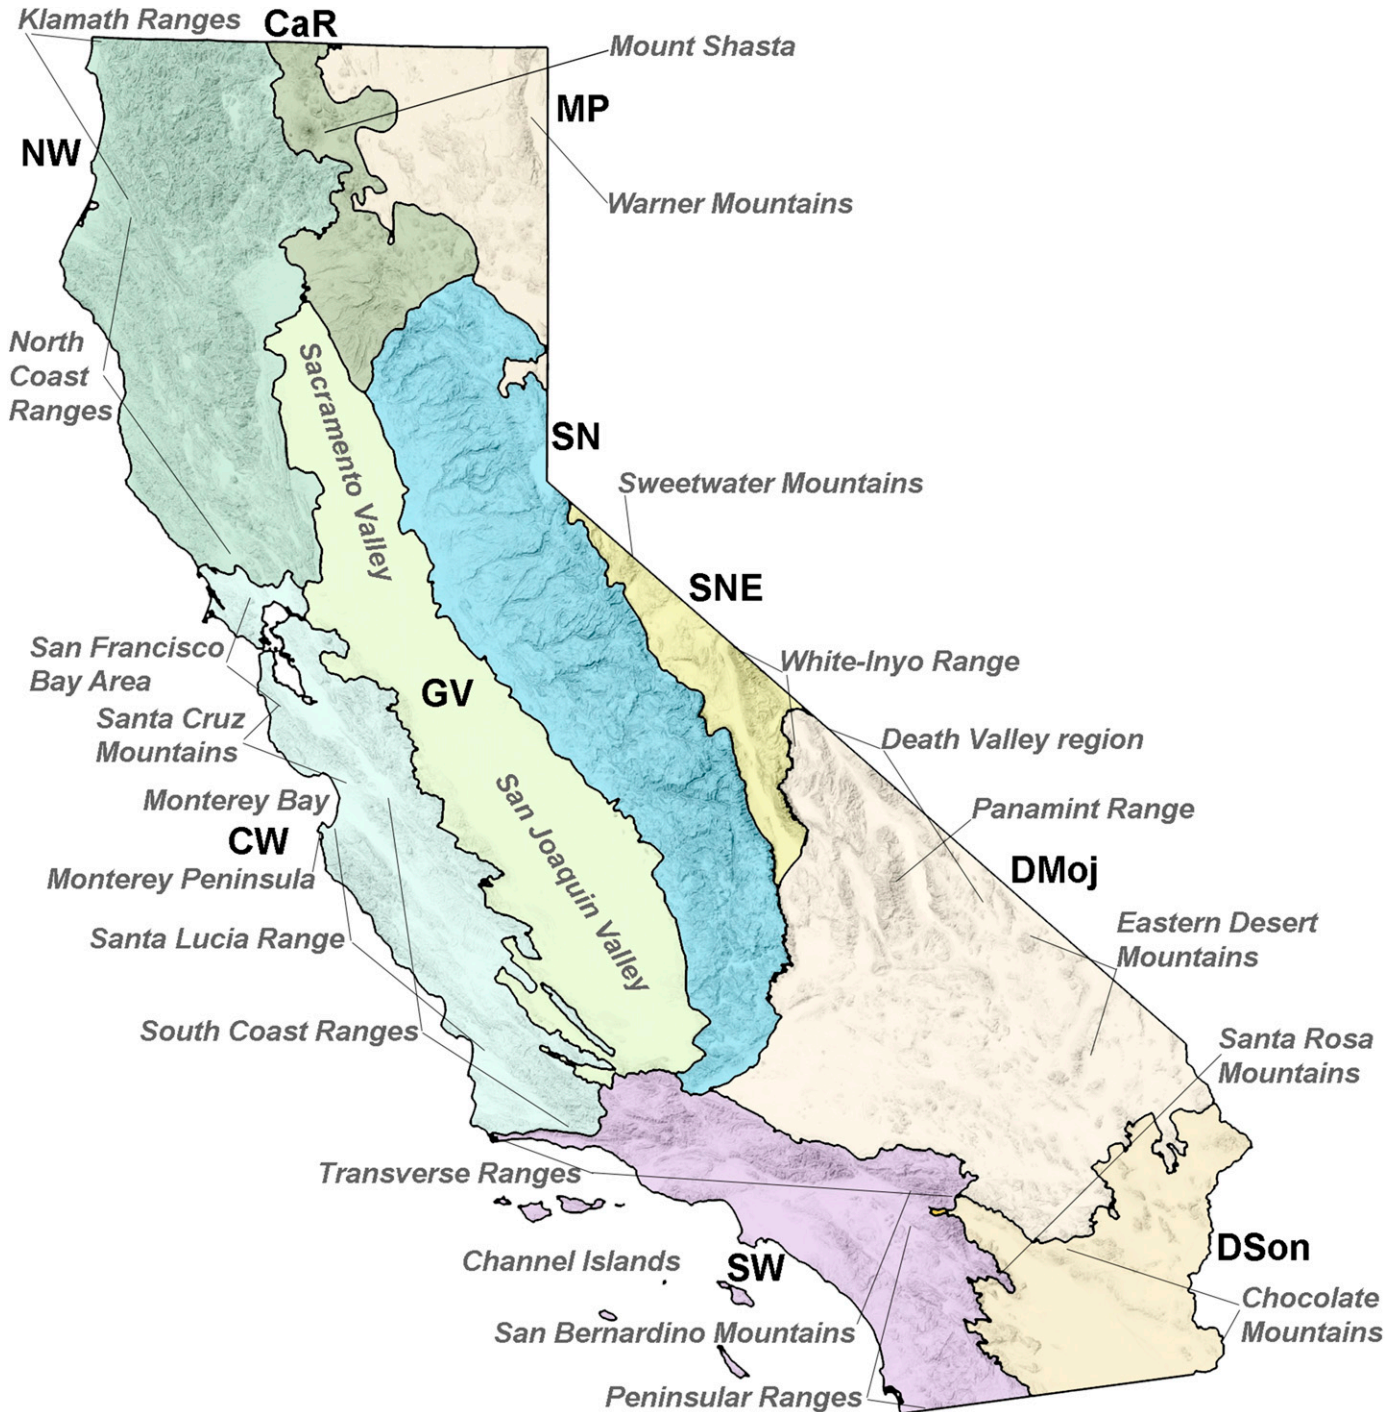 Klamath Ranges
CaR
Mount Shasta
MP
NW
Warner Mountains
North
Coast
Ranges
Sacramento Valley
SN
Sweetwater Mountains
SNE
San Francisco
Bay Area
White-Inyo Range
GV
Santa Cruz
Mountains
Death Valley region
Monterey Bay
San Joaquin Valley
Panamint Range
CW
Monterey Peninsula
DMoj
Santa Lucia Range
Eastern Desert
Mountains
South Coast Ranges
Santa Rosa
Mountains
Transverse Ranges
Channel Islands
SW
DSon
San Bernardino Mountains
Chocolate
Mountains
Peninsular Ranges